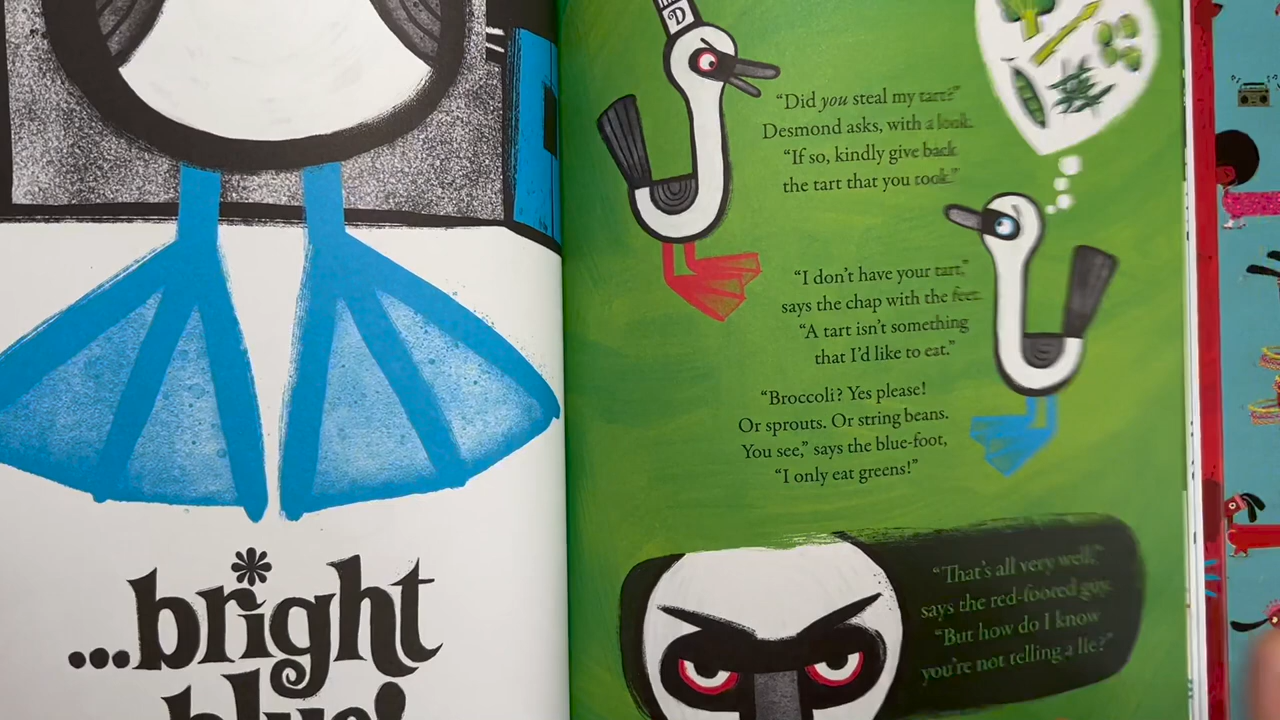 ...bright
blue!
D
“Did you steal my tart?”
Desmond asks, with a look.
“If so, kindly give back
the tart that you took.”
“I don’t have your tart,”
says the chap with the feet.
“A tart isn’t something
that I’d like to eat.”
“Broccoli? Yes please!
Or sprouts. Or string beans.
You see,” says the blue-foot,
“I only eat greens!”
“That’s all very well,”
says the red-footed guy.
“But how do I know
you’re not telling a lie?”